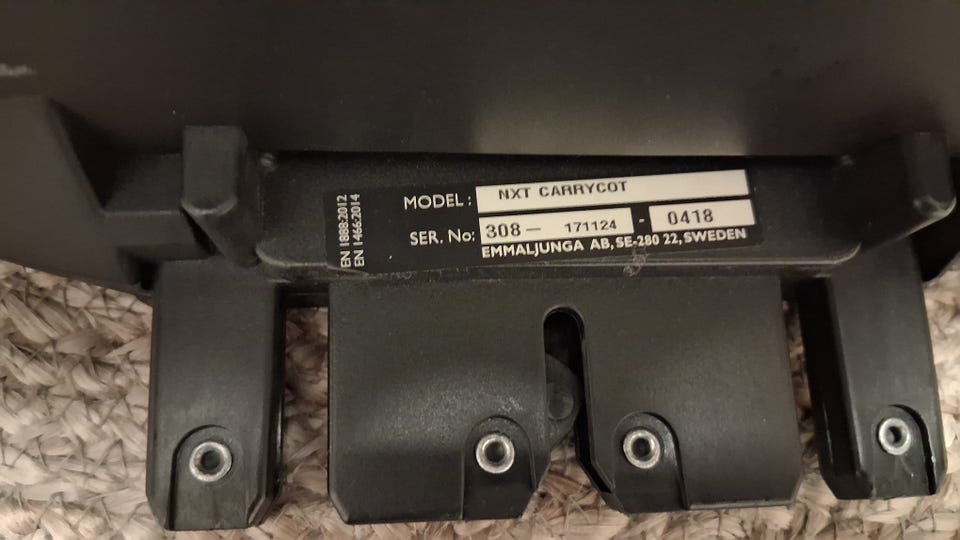 EN 1888:2012
EN 1466:2014
MODEL: NXT CARRYCOT
SER. No: 308- 171124 - 0418
EMMALJUNGA AB, SE-280 22, SWEDEN